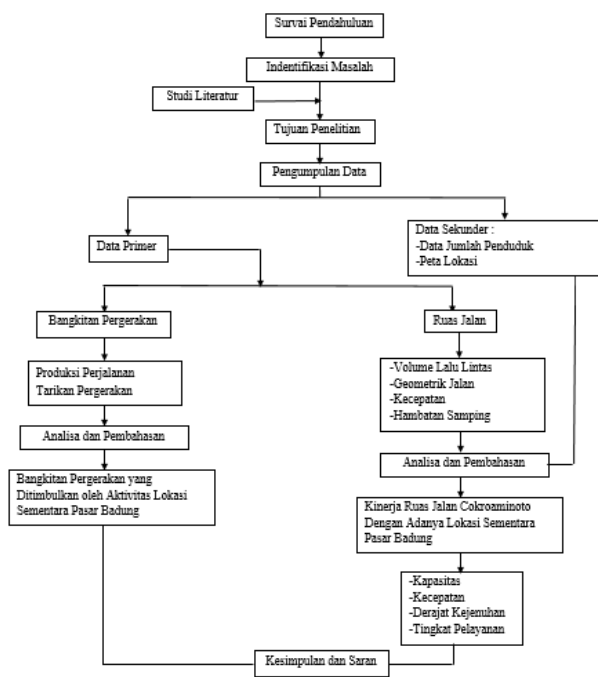 Survai Pendahuluan
Indentifikasi Masalah
Studi Literatur
Tujuan Penelitian
Pengumpulan Data
Data Primer
Data Sekunder :
-Data Jumlah Penduduk
-Peta Lokasi
Bangkitan Pergerakan
Ruas Jalan
Produksi Perjalanan
Tarikan Pergerakan
-Volume Lalu Lintas
-Geometrik Jalan
-Kecepatan
-Hambatan Samping
Analisa dan Pembahasan
Analisa dan Pembahasan
Bangkitan Pergerakan yang
Ditimbulkan oleh Aktivitas Lokasi
Sementara Pasar Badung
Kinerja Ruas Jalan Cokroaminoto
Dengan Adanya Lokasi Sementara
Pasar Badung
-Kapasitas
-Kecepatan
-Derajat Kejenuhan
-Tingkat Pelayanan
Kesimpulan dan Saran